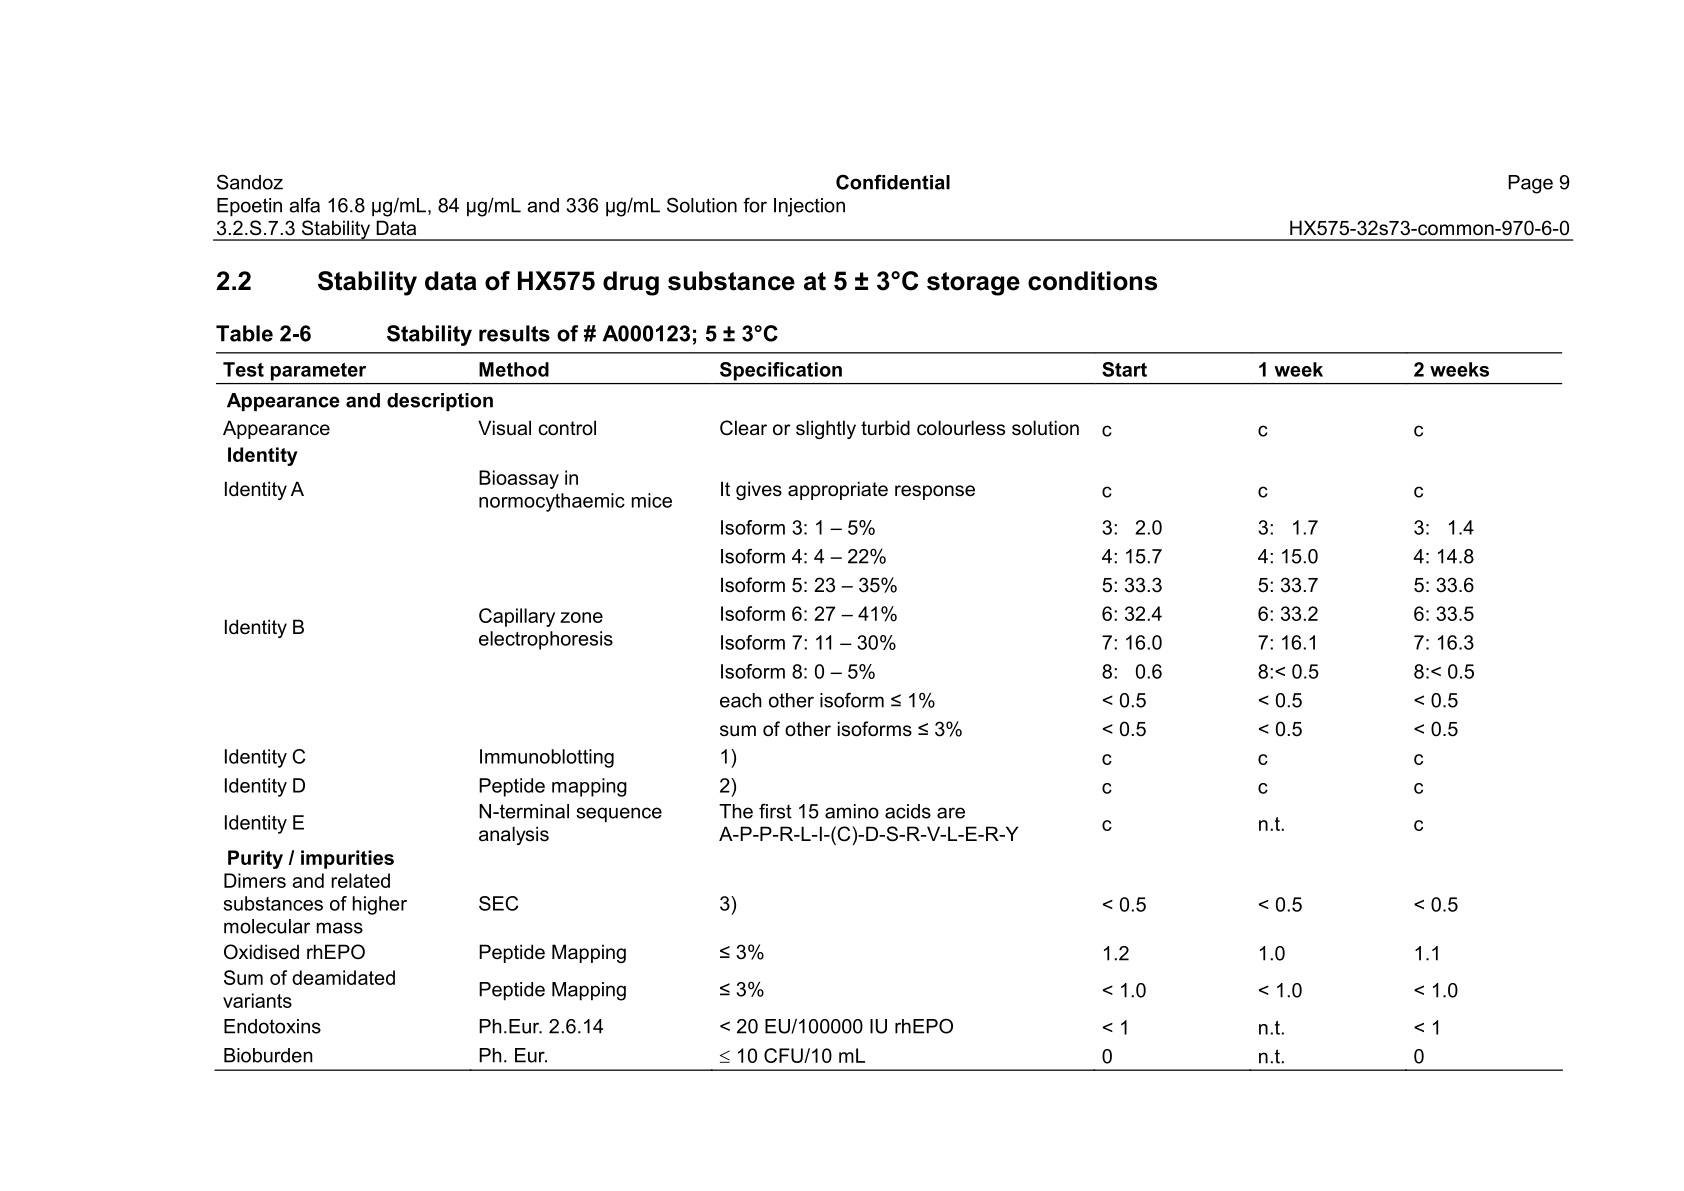 Sandoz Confidential Page 9
Epoetin alfa 16.8 µg/mL, 84 µg/mL and 336 µg/mL Solution for Injection
3.2.S.7.3 Stability Data HX575-32s73-common-970-6-0
2.2 Stability data of HX575 drug substance at 5 ± 3°C storage conditions
Table 2-6 Stability results of # A000123; 5 ± 3°C
Test parameter Method Specification Start 1 week 2 weeks
Appearance and description
Appearance Visual control Clear or slightly turbid colourless solution c c c
Identity
Identity A Bioassay in normocythaemic mice It gives appropriate response c c c
Identity B Capillary zone electrophoresis
Isoform 3: 1 – 5% 3: 2.0 3: 1.7 3: 1.4
Isoform 4: 4 – 22% 4: 15.7 4: 15.0 4: 14.8
Isoform 5: 23 – 35% 5: 33.3 5: 33.7 5: 33.6
Isoform 6: 27 – 41% 6: 32.4 6: 33.2 6: 33.5
Isoform 7: 11 – 30% 7: 16.0 7: 16.1 7: 16.3
Isoform 8: 0 – 5% 8: 0.6 8:< 0.5 8:< 0.5
each other isoform ≤ 1% < 0.5 < 0.5 < 0.5
sum of other isoforms ≤ 3% < 0.5 < 0.5 < 0.5
Identity C Immunoblotting 1) c c c
Identity D Peptide mapping 2) c c c
Identity E N-terminal sequence analysis The first 15 amino acids are A-P-P-R-L-I-(C)-D-S-R-V-L-E-R-Y c n.t. c
Purity / impurities
Dimers and related substances of higher molecular mass SEC 3) < 0.5 < 0.5 < 0.5
Oxidised rhEPO Peptide Mapping ≤ 3% 1.2 1.0 1.1
Sum of deamidated variants Peptide Mapping ≤ 3% < 1.0 < 1.0 < 1.0
Endotoxins Ph.Eur. 2.6.14 < 20 EU/100000 IU rhEPO < 1 n.t. < 1
Bioburden Ph. Eur. ≤ 10 CFU/10 mL 0 n.t. 0